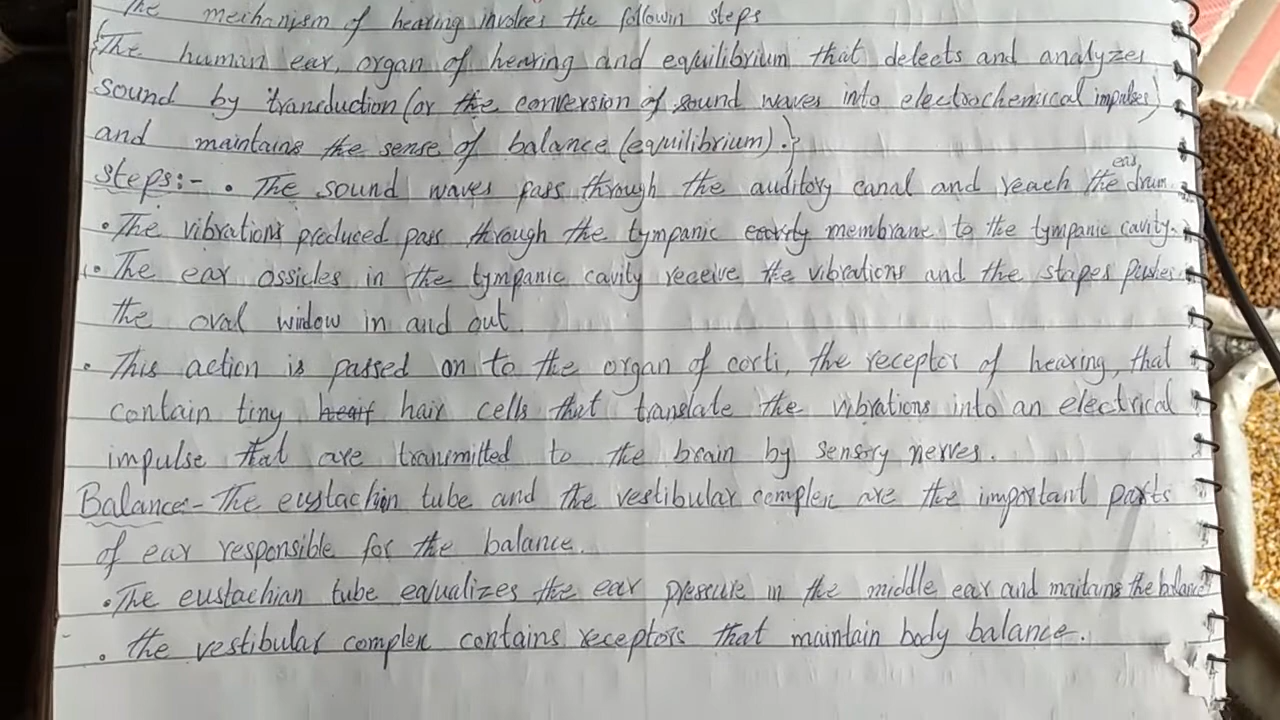 The mechanism of hearing involves the followin steps
{The human ear, organ of hearing and equilibrium that detects and analyzes
sound by tranduction (or the conversion of sound waves into electrochemical impulses)
and maintains the sense of balance (equilibrium).}
Steps:- • The sound waves pass through the auditory canal and reach the ear drum.
• The vibrations produced pass through the tympanic membrane to the tympanic cavity.
• The ear ossicles in the tympanic cavity receive the vibrations and the stapes pushes
the oval window in and out.
• This action is passed on to the organ of corti, the receptor of hearing, that
contain tiny hair cells that translate the vibrations into an electrical
impulse that are transmitted to the brain by sensory nerves.
Balance:- The eustachin tube and the vestibular complex are the important parts
of ear responsible for the balance.
• The eustachian tube equalizes the ear pressure in the middle ear and maitains the balance
• the vestibular complex contains receptors that maintain body balance.